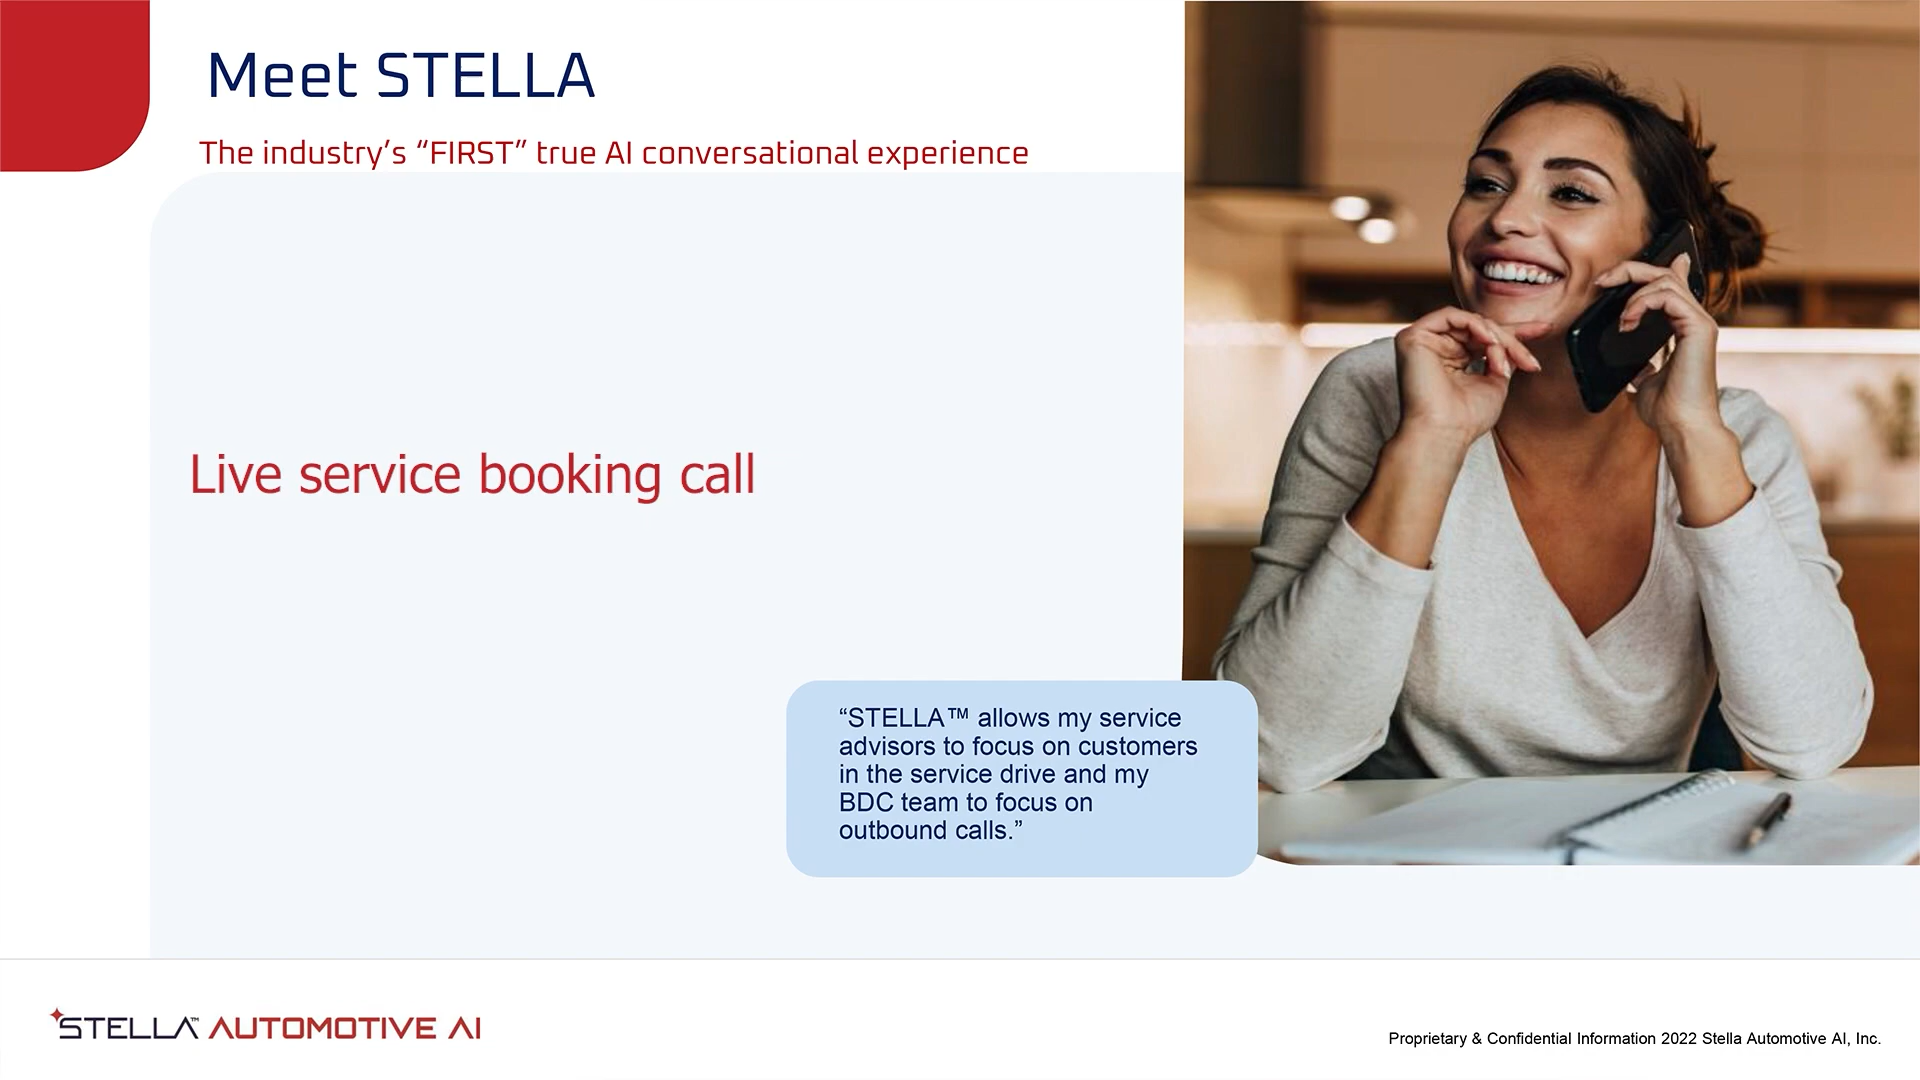 Meet STELLA
The industry’s “FIRST” true AI conversational experience
Live service booking call
“STELLA™ allows my service
advisors to focus on customers
in the service drive and my
BDC team to focus on
outbound calls.”
STELLA™ AUTOMOTIVE AI
Proprietary & Confidential Information 2022 Stella Automotive AI, Inc.